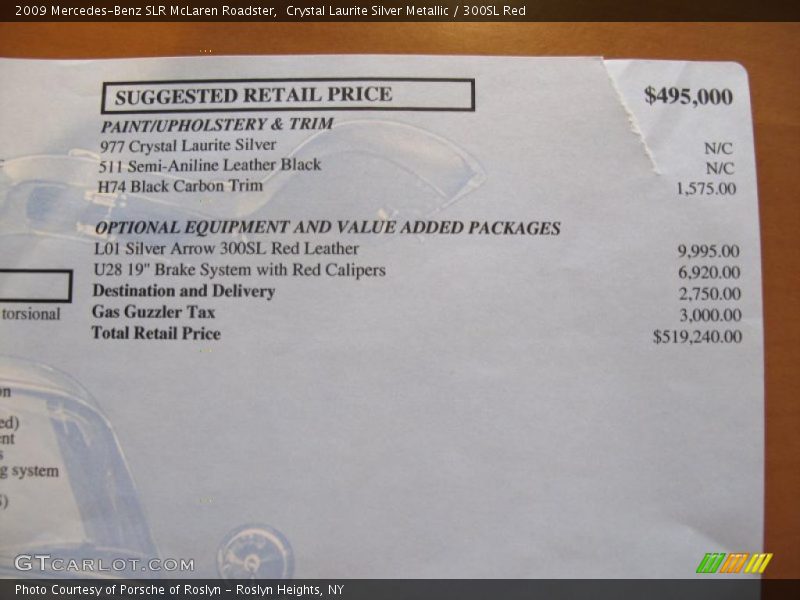 2009 Mercedes-Benz SLR McLaren Roadster,  Crystal Laurite Silver Metallic / 300SL Red
SUGGESTED RETAIL PRICE $495,000
PAINT/UPHOLSTERY & TRIM
977 Crystal Laurite Silver N/C
511 Semi-Aniline Leather Black N/C
H74 Black Carbon Trim 1,575.00
OPTIONAL EQUIPMENT AND VALUE ADDED PACKAGES
L01 Silver Arrow 300SL Red Leather 9,995.00
U28 19" Brake System with Red Calipers 6,920.00
Destination and Delivery 2,750.00
torsional Gas Guzzler Tax 3,000.00
Total Retail Price $519,240.00
g system
GTCARLOT.COM
Photo Courtesy of Porsche of Roslyn - Roslyn Heights, NY